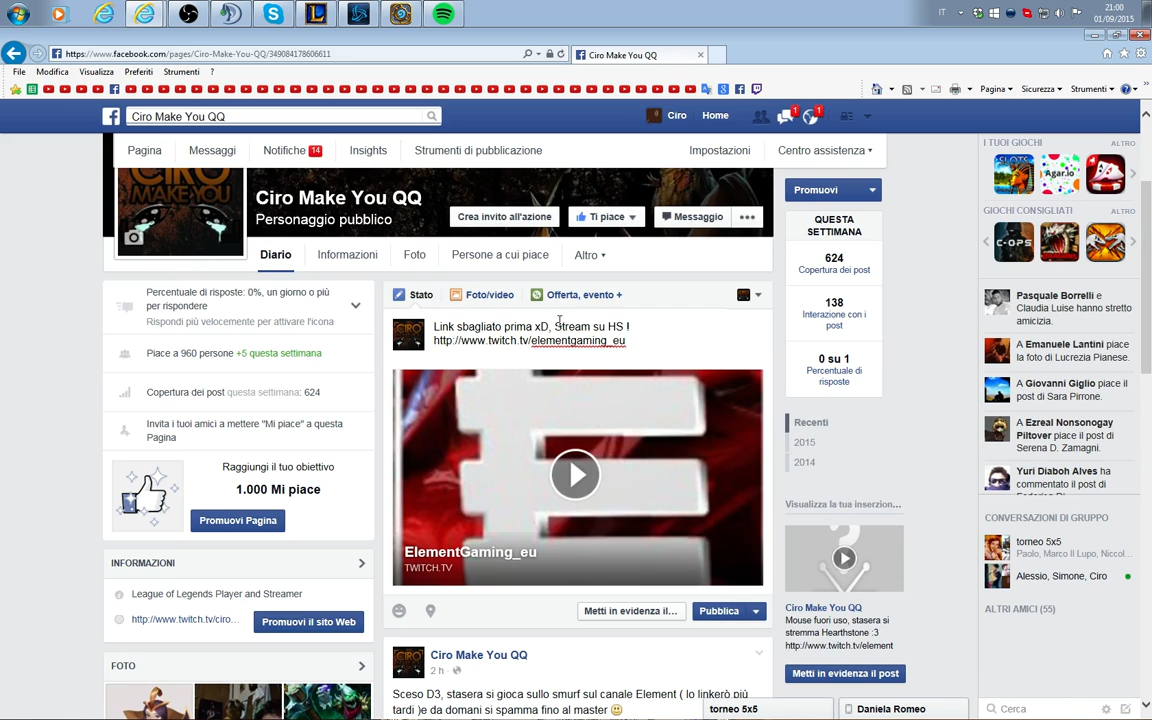 IT
21:00
01/09/2015
https://www.facebook.com/pages/Ciro-Make-You-QQ/349084178606611
Ciro Make You QQ
File Modifica Visualizza Preferiti Strumenti ?
Pagina Sicurezza Strumenti
Ciro Make You QQ
Ciro Home 1 1
Pagina Messaggi Notifiche 14 Insights Strumenti di pubblicazione Impostazioni Centro assistenza
CIRO
MAKE YOU
Ciro Make You QQ
Personaggio pubblico
Crea invito all'azione Ti piace Messaggio
Diario Informazioni Foto Persone a cui piace Altro
Percentuale di risposte: 0%, un giorno o più
per rispondere
Rispondi più velocemente per attivare l'icona
Piace a 960 persone +5 questa settimana
Copertura dei post questa settimana: 624
Invita i tuoi amici a mettere "Mi piace" a questa
Pagina
Raggiungi il tuo obiettivo
1.000 Mi piace
Promuovi Pagina
INFORMAZIONI
League of Legends Player and Streamer
http://www.twitch.tv/ciro...
Promuovi il sito Web
FOTO
Stato Foto/video Offerta, evento +
Link sbagliato prima xD, Stream su HS !
http://www.twitch.tv/elementgaming_eu
ElementGaming_eu
TWITCH.TV
Metti in evidenza il... Pubblica
Ciro Make You QQ
2 h
Sceso D3, stasera si gioca sullo smurf sul canale Element ( lo linkerò più
tardi )e da domani si spamma fino al master
Promuovi
QUESTA
SETTIMANA
624
Copertura dei post
138
Interazione con i
post
0 su 1
Percentuale di
risposte
Recenti
2015
2014
Visualizza la tua inserzion...
Ciro Make You QQ
Mouse fuori uso, stasera si
stremma Hearthstone :3
http://www.twitch.tv/element
Metti in evidenza il post
I TUOI GIOCHI ALTRO
SLOTS
Agar.io
GIOCHI CONSIGLIATI ALTRO
C-OPS
Pasquale Borrelli e
Claudia Luise hanno stretto
amicizia.
A Emanuele Lantini piace
la foto di Lucrezia Pianese.
A Giovanni Giglio piace il
post di Sara Pirrone.
A Ezreal Nonsonogay
Piltover piace il post di
Serena D. Zamagni.
Yuri Diaboh Alves ha
commentato il post di
CONVERSAZIONI DI GRUPPO
torneo 5x5
Paolo, Marco Il Lupo, Niccol...
Alessio, Simone, Ciro
ALTRI AMICI (55)
torneo 5x5
Daniela Romeo
Cerca